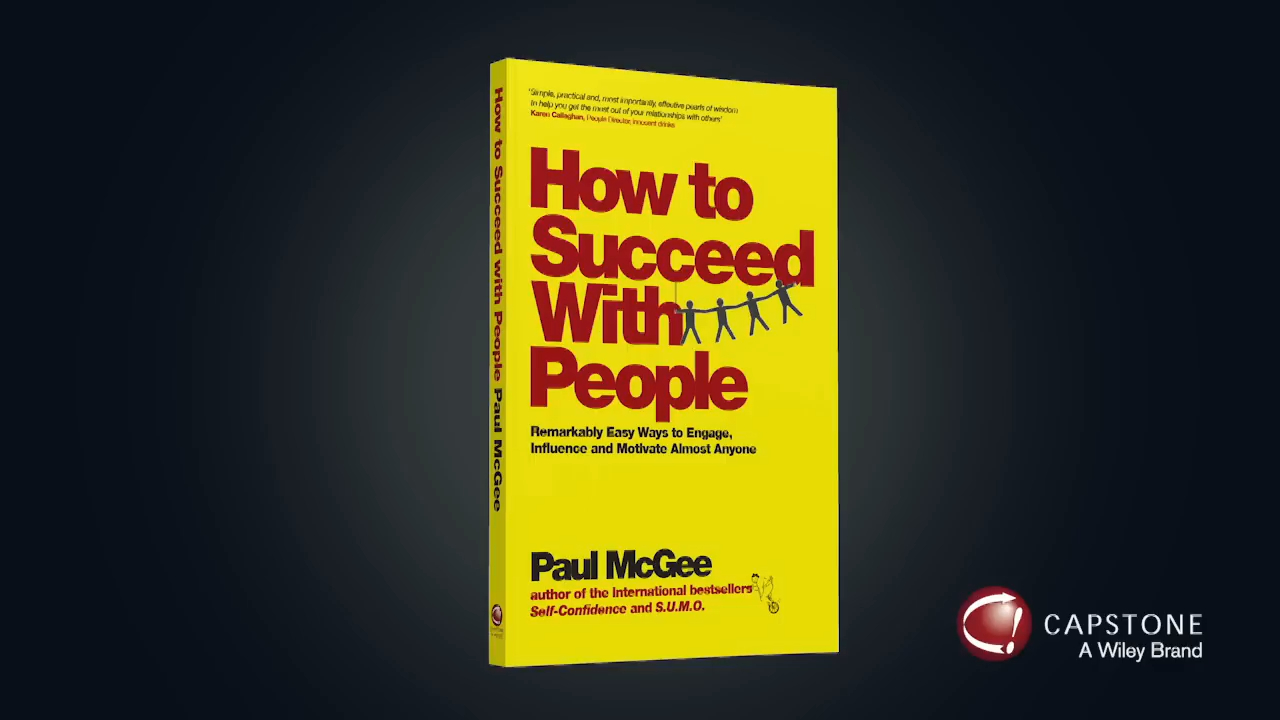 'Simple, practical and, most importantly, effective pearls of wisdom
to help you get the most out of your relationships with others'
Karen Callaghan, People Director, innocent drinks
How to
Succeed
With
People
Remarkably Easy Ways to Engage,
Influence and Motivate Almost Anyone
Paul McGee
author of the International bestsellers
Self-Confidence and S.U.M.O.
How to Succeed with People Paul McGee
CAPSTONE
A Wiley Brand